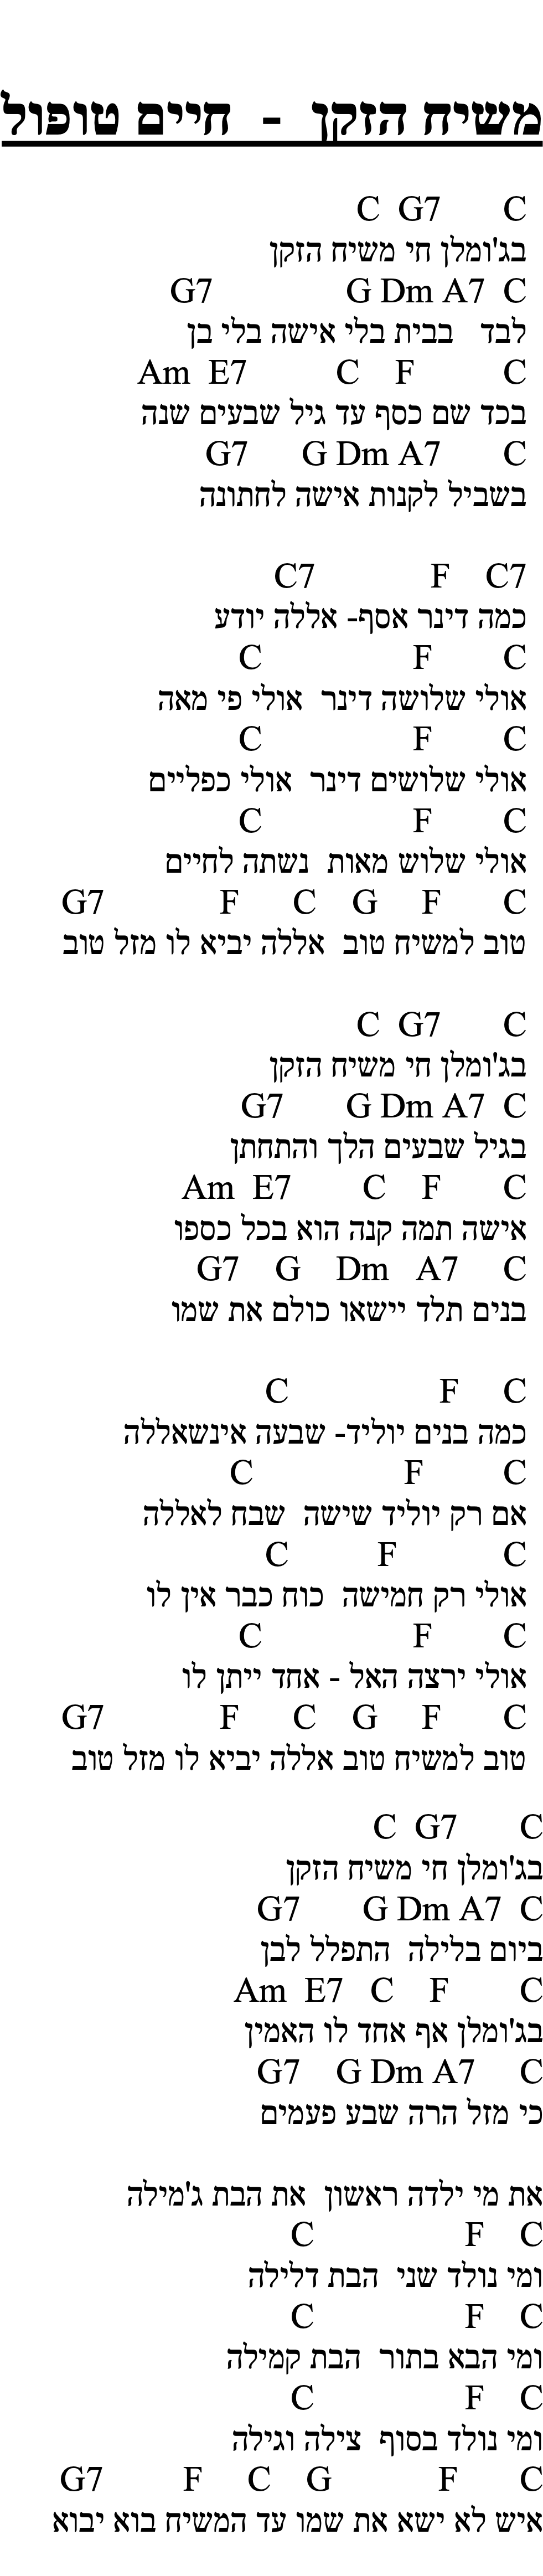 משיח הזקן - חיים טופול
C G7 C
בג'ומלן חי משיח הזקן
G7 G Dm A7 C
לבד בבית בלי אישה בלי בן
Am E7 C F C
בכד שם כסף עד גיל שבעים שנה
G7 G Dm A7 C
בשביל לקנות אישה לחתונה
C7 F C7
כמה דינר אסף- אללה יודע
C F C
אולי שלושה דינר אולי פי מאה
C F C
אולי שלושים דינר אולי כפליים
C F C
אולי שלוש מאות נשתה לחיים
G7 F C G F C
טוב למשיח טוב אללה יביא לו מזל טוב
C G7 C
בג'ומלן חי משיח הזקן
G7 G Dm A7 C
בגיל שבעים הלך והתחתן
Am E7 C F C
אישה תמה קנה הוא בכל כספו
G7 G Dm A7 C
בנים תלד יישאו כולם את שמו
C F C
כמה בנים יוליד- שבעה אינשאללה
C F C
אם רק יוליד שישה שבח לאללה
C F C
אולי רק חמישה כוח כבר אין לו
C F C
אולי ירצה האל - אחד ייתן לו
G7 F C G F C
טוב למשיח טוב אללה יביא לו מזל טוב
C G7 C
בג'ומלן חי משיח הזקן
G7 G Dm A7 C
ביום בלילה התפלל לבן
Am E7 C F C
בג'ומלן אף אחד לו האמין
G7 G Dm A7 C
כי מזל הרה שבע פעמים
את מי ילדה ראשון את הבת ג'מילה
C F C
ומי נולד שני הבת דלילה
C F C
ומי הבא בתור הבת קמילה
C F C
ומי נולד בסוף צילה וגילה
G7 F C G F C
איש לא ישא את שמו עד המשיח בוא יבוא